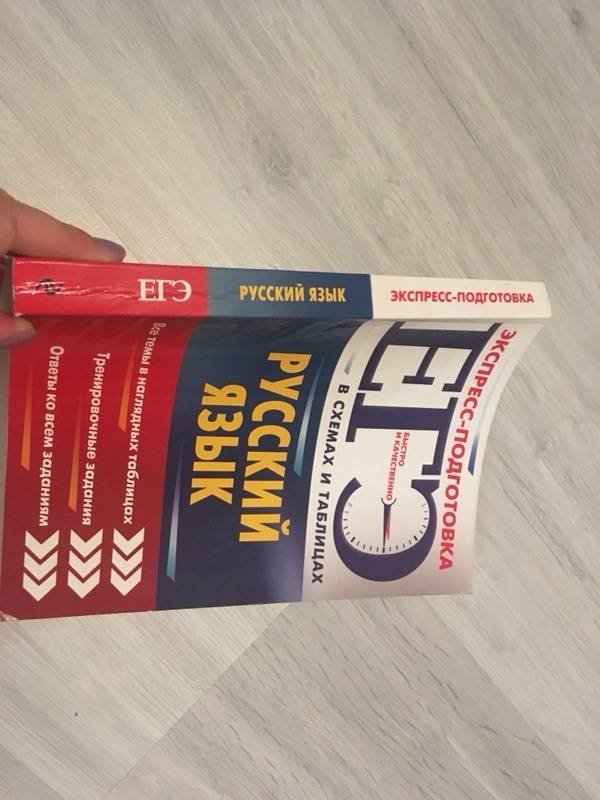 ЕГЭ
РУССКИЙ ЯЗЫК
ЭКСПРЕСС-ПОДГОТОВКА
ЭКСПРЕСС-ПОДГОТОВКА
ЕГЭ
БЫСТРО
И КАЧЕСТВЕННО
В СХЕМАХ И ТАБЛИЦАХ
РУССКИЙ
ЯЗЫК
Все темы в наглядных таблицах
Тренировочные задания
Ответы ко всем заданиям